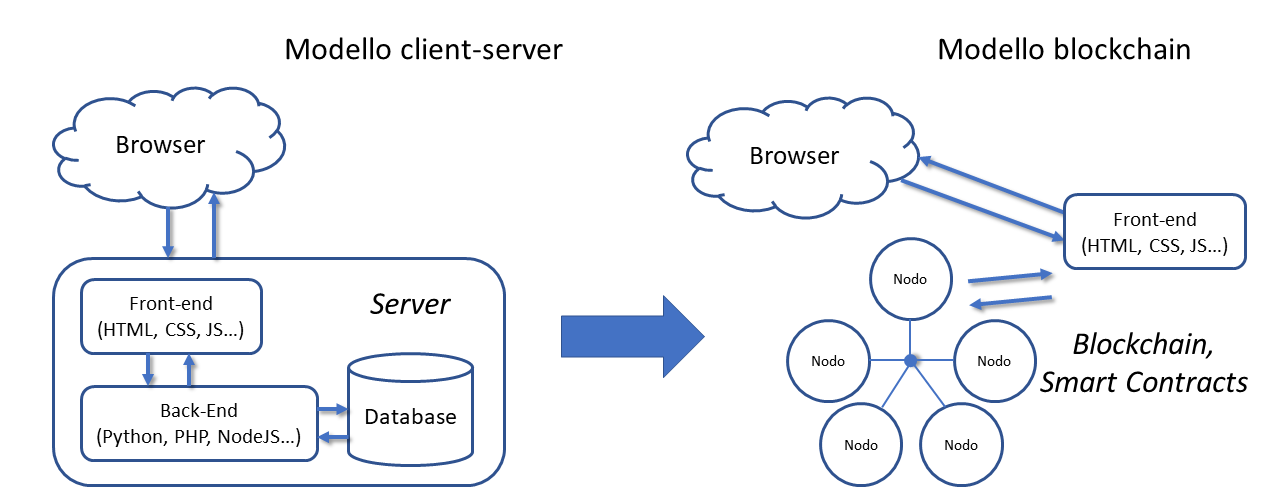 Modello client-server
Browser
Server
Front-end
(HTML, CSS, JS…)
Back-End
(Python, PHP, NodeJS…)
Database
Modello blockchain
Browser
Front-end
(HTML, CSS, JS…)
Nodo
Nodo
Nodo
Nodo
Nodo
Blockchain,
Smart Contracts